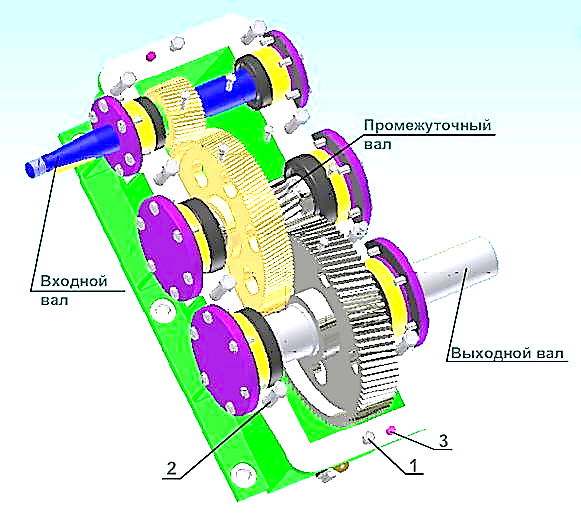 Промежуточный
вал
Входной
вал
Выходной вал
2
1
3